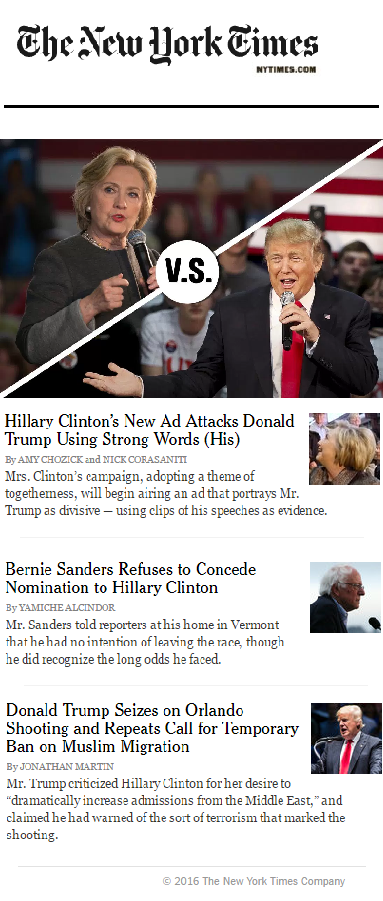 The New York Times
NYTIMES.COM
V.S.
Hillary Clinton's New Ad Attacks Donald
Trump Using Strong Words (His)
By AMY CHOZICK and NICK CORASANITI
Mrs. Clinton's campaign, adopting a theme of
togetherness, will begin airing an ad that portrays Mr.
Trump as divisive — using clips of his speeches as evidence.
Bernie Sanders Refuses to Concede
Nomination to Hillary Clinton
By YAMICHE ALCINDOR
Mr. Sanders told reporters at his home in Vermont
that he had no intention of leaving the race, though
he did recognize the long odds he faced.
Donald Trump Seizes on Orlando
Shooting and Repeats Call for Temporary
Ban on Muslim Migration
By JONATHAN MARTIN
Mr. Trump criticized Hillary Clinton for her desire to
“dramatically increase admissions from the Middle East,” and
claimed he had warned of the sort of terrorism that marked the
shooting.
© 2016 The New York Times Company